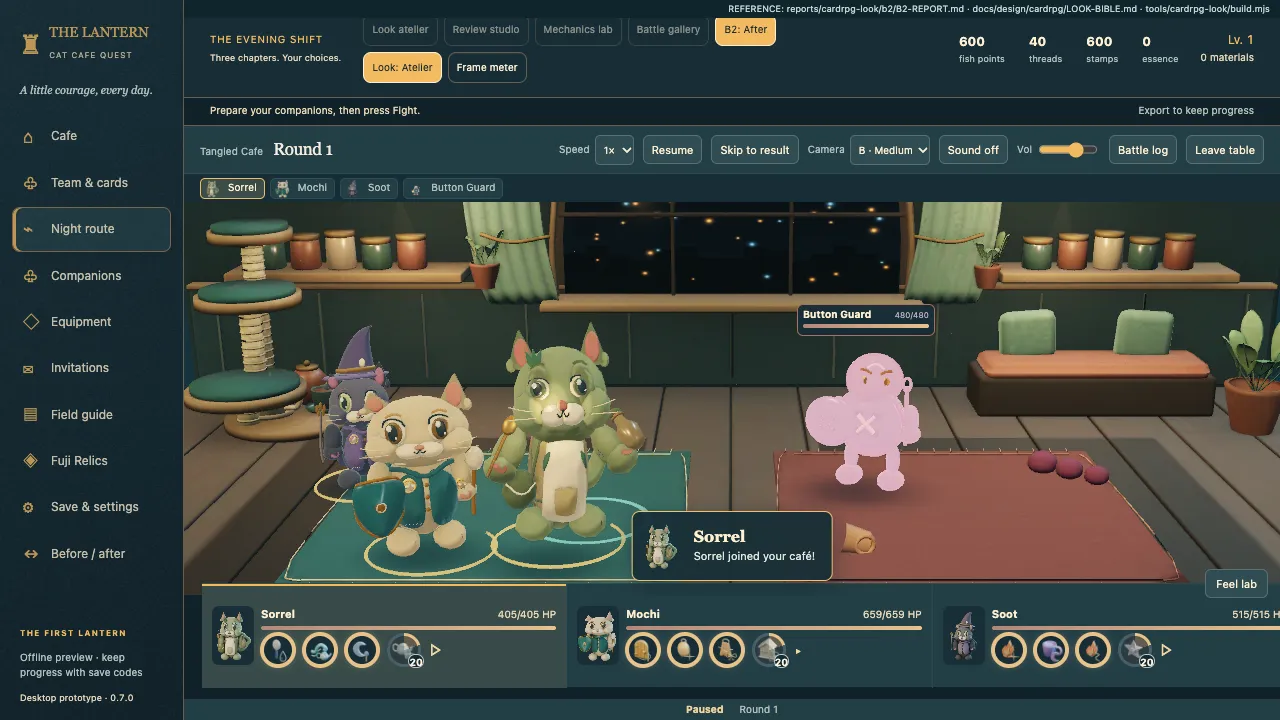 REFERENCE: reports/cardrpg-look/b2/B2-REPORT.md · docs/design/cardrpg/LOOK-BIBLE.md · tools/cardrpg-look/build.mjs
THE LANTERN
CAT CAFE QUEST
A little courage, every day.
Cafe
Team & cards
Night route
Companions
Equipment
Invitations
Field guide
Fuji Relics
Save & settings
Before / after
THE FIRST LANTERN
Offline preview · keep
progress with save codes
Desktop prototype · 0.7.0
THE EVENING SHIFT
Three chapters. Your choices.
Look atelier
Review studio
Mechanics lab
Battle gallery
B2: After
Look: Atelier
Frame meter
600
fish points
40
threads
600
stamps
0
essence
Lv. 1
0 materials
Prepare your companions, then press Fight.
Export to keep progress
Tangled Cafe Round 1
Speed 1x
Resume
Skip to result
Camera B · Medium
Sound off
Vol
Battle log
Leave table
Sorrel
Mochi
Soot
Button Guard
Button Guard 480/480
Sorrel
Sorrel joined your café!
Feel lab
Sorrel 405/405 HP
20
Mochi 659/659 HP
20
Soot 515/515 H
20
Paused Round 1